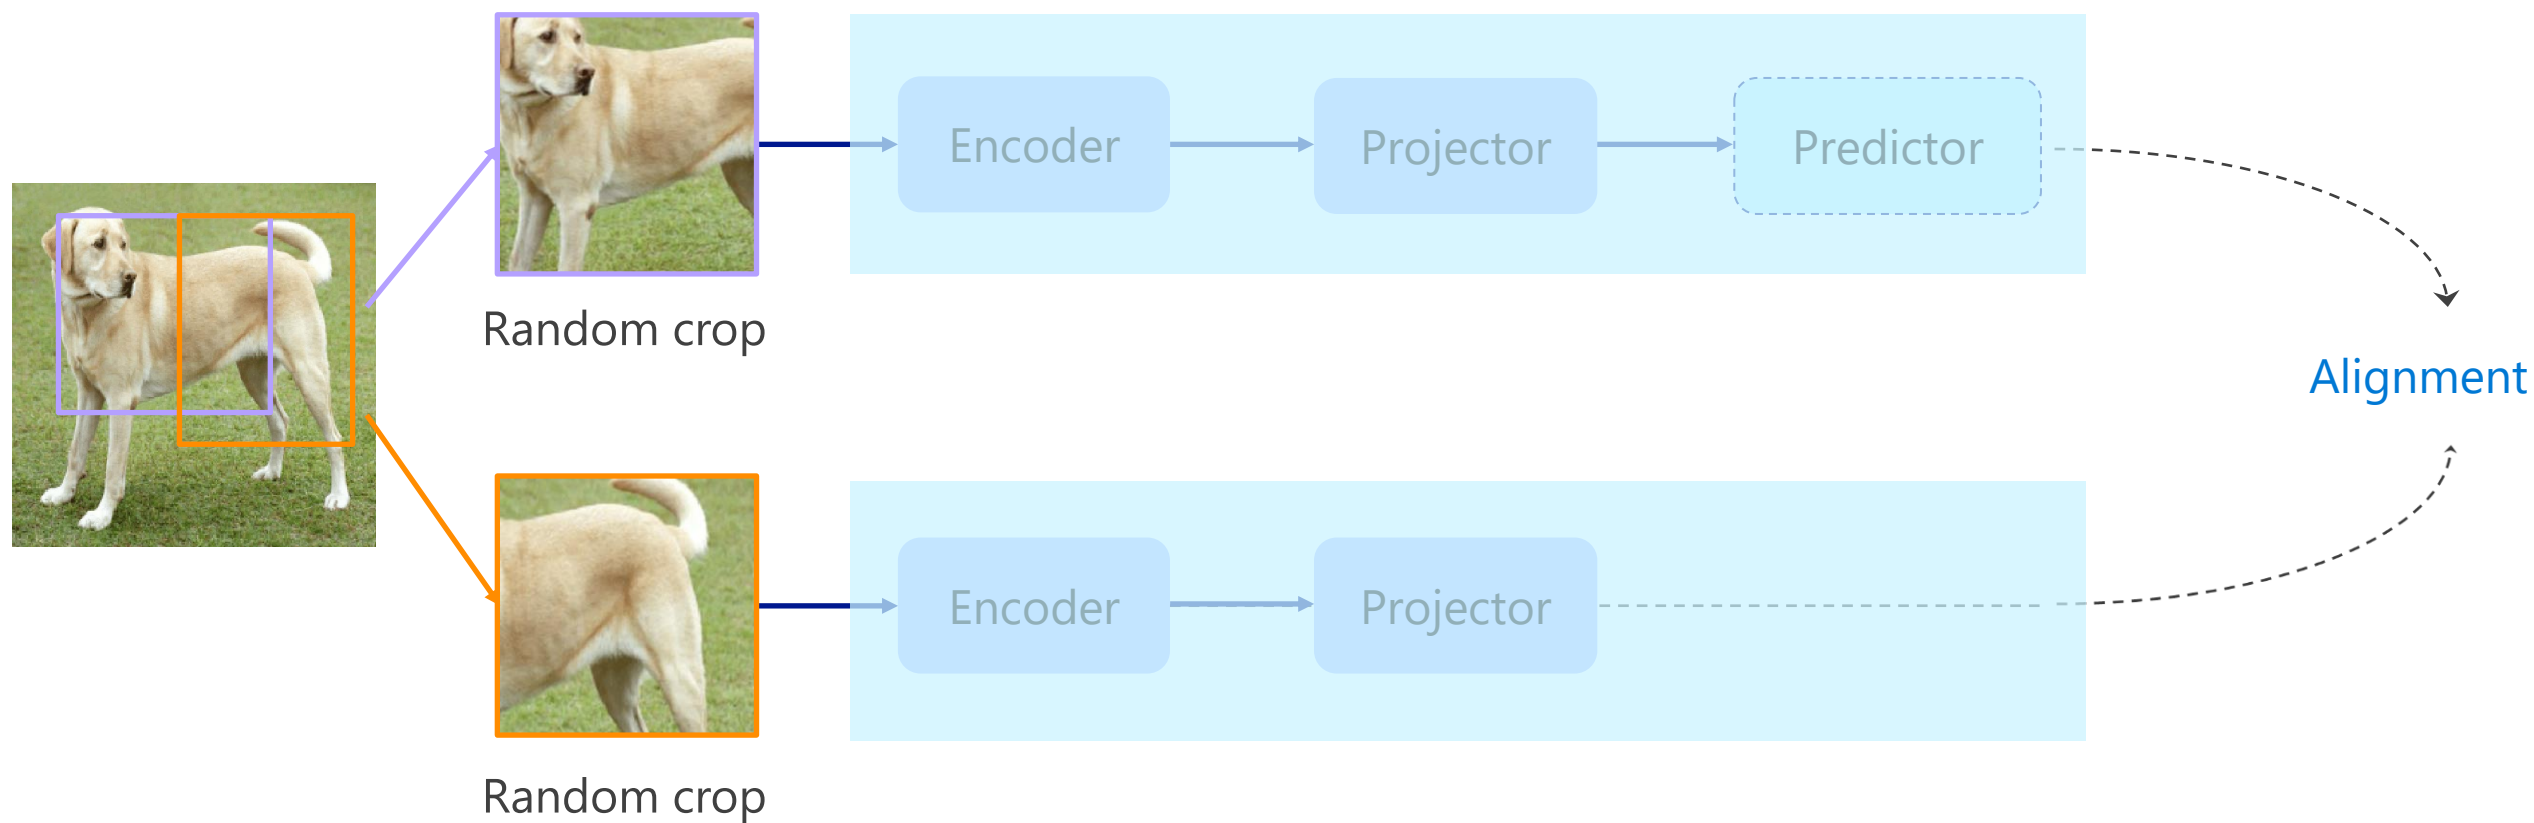 Encoder
Projector
Predictor
Random crop
Alignment
Encoder
Projector
Random crop